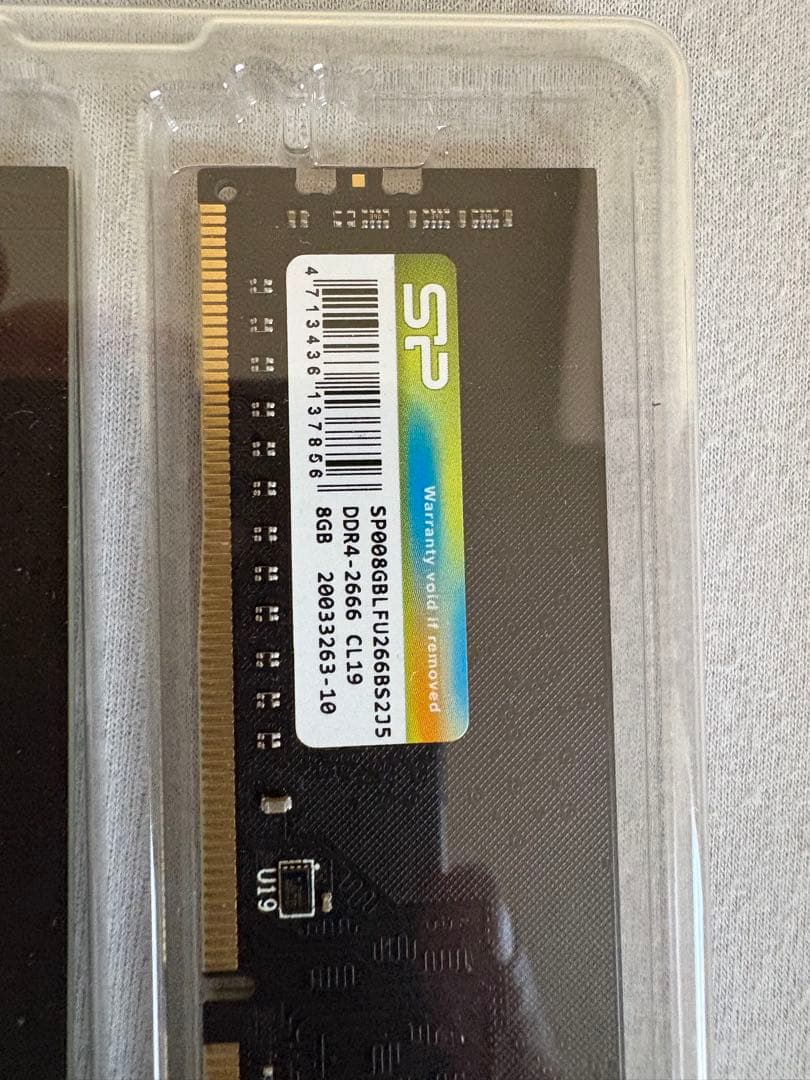 SP
Warranty void if removed
4 713436 137856
SP008GBLFU266BS2J5
DDR4-2666 CL19
8GB 20033263-10
U19